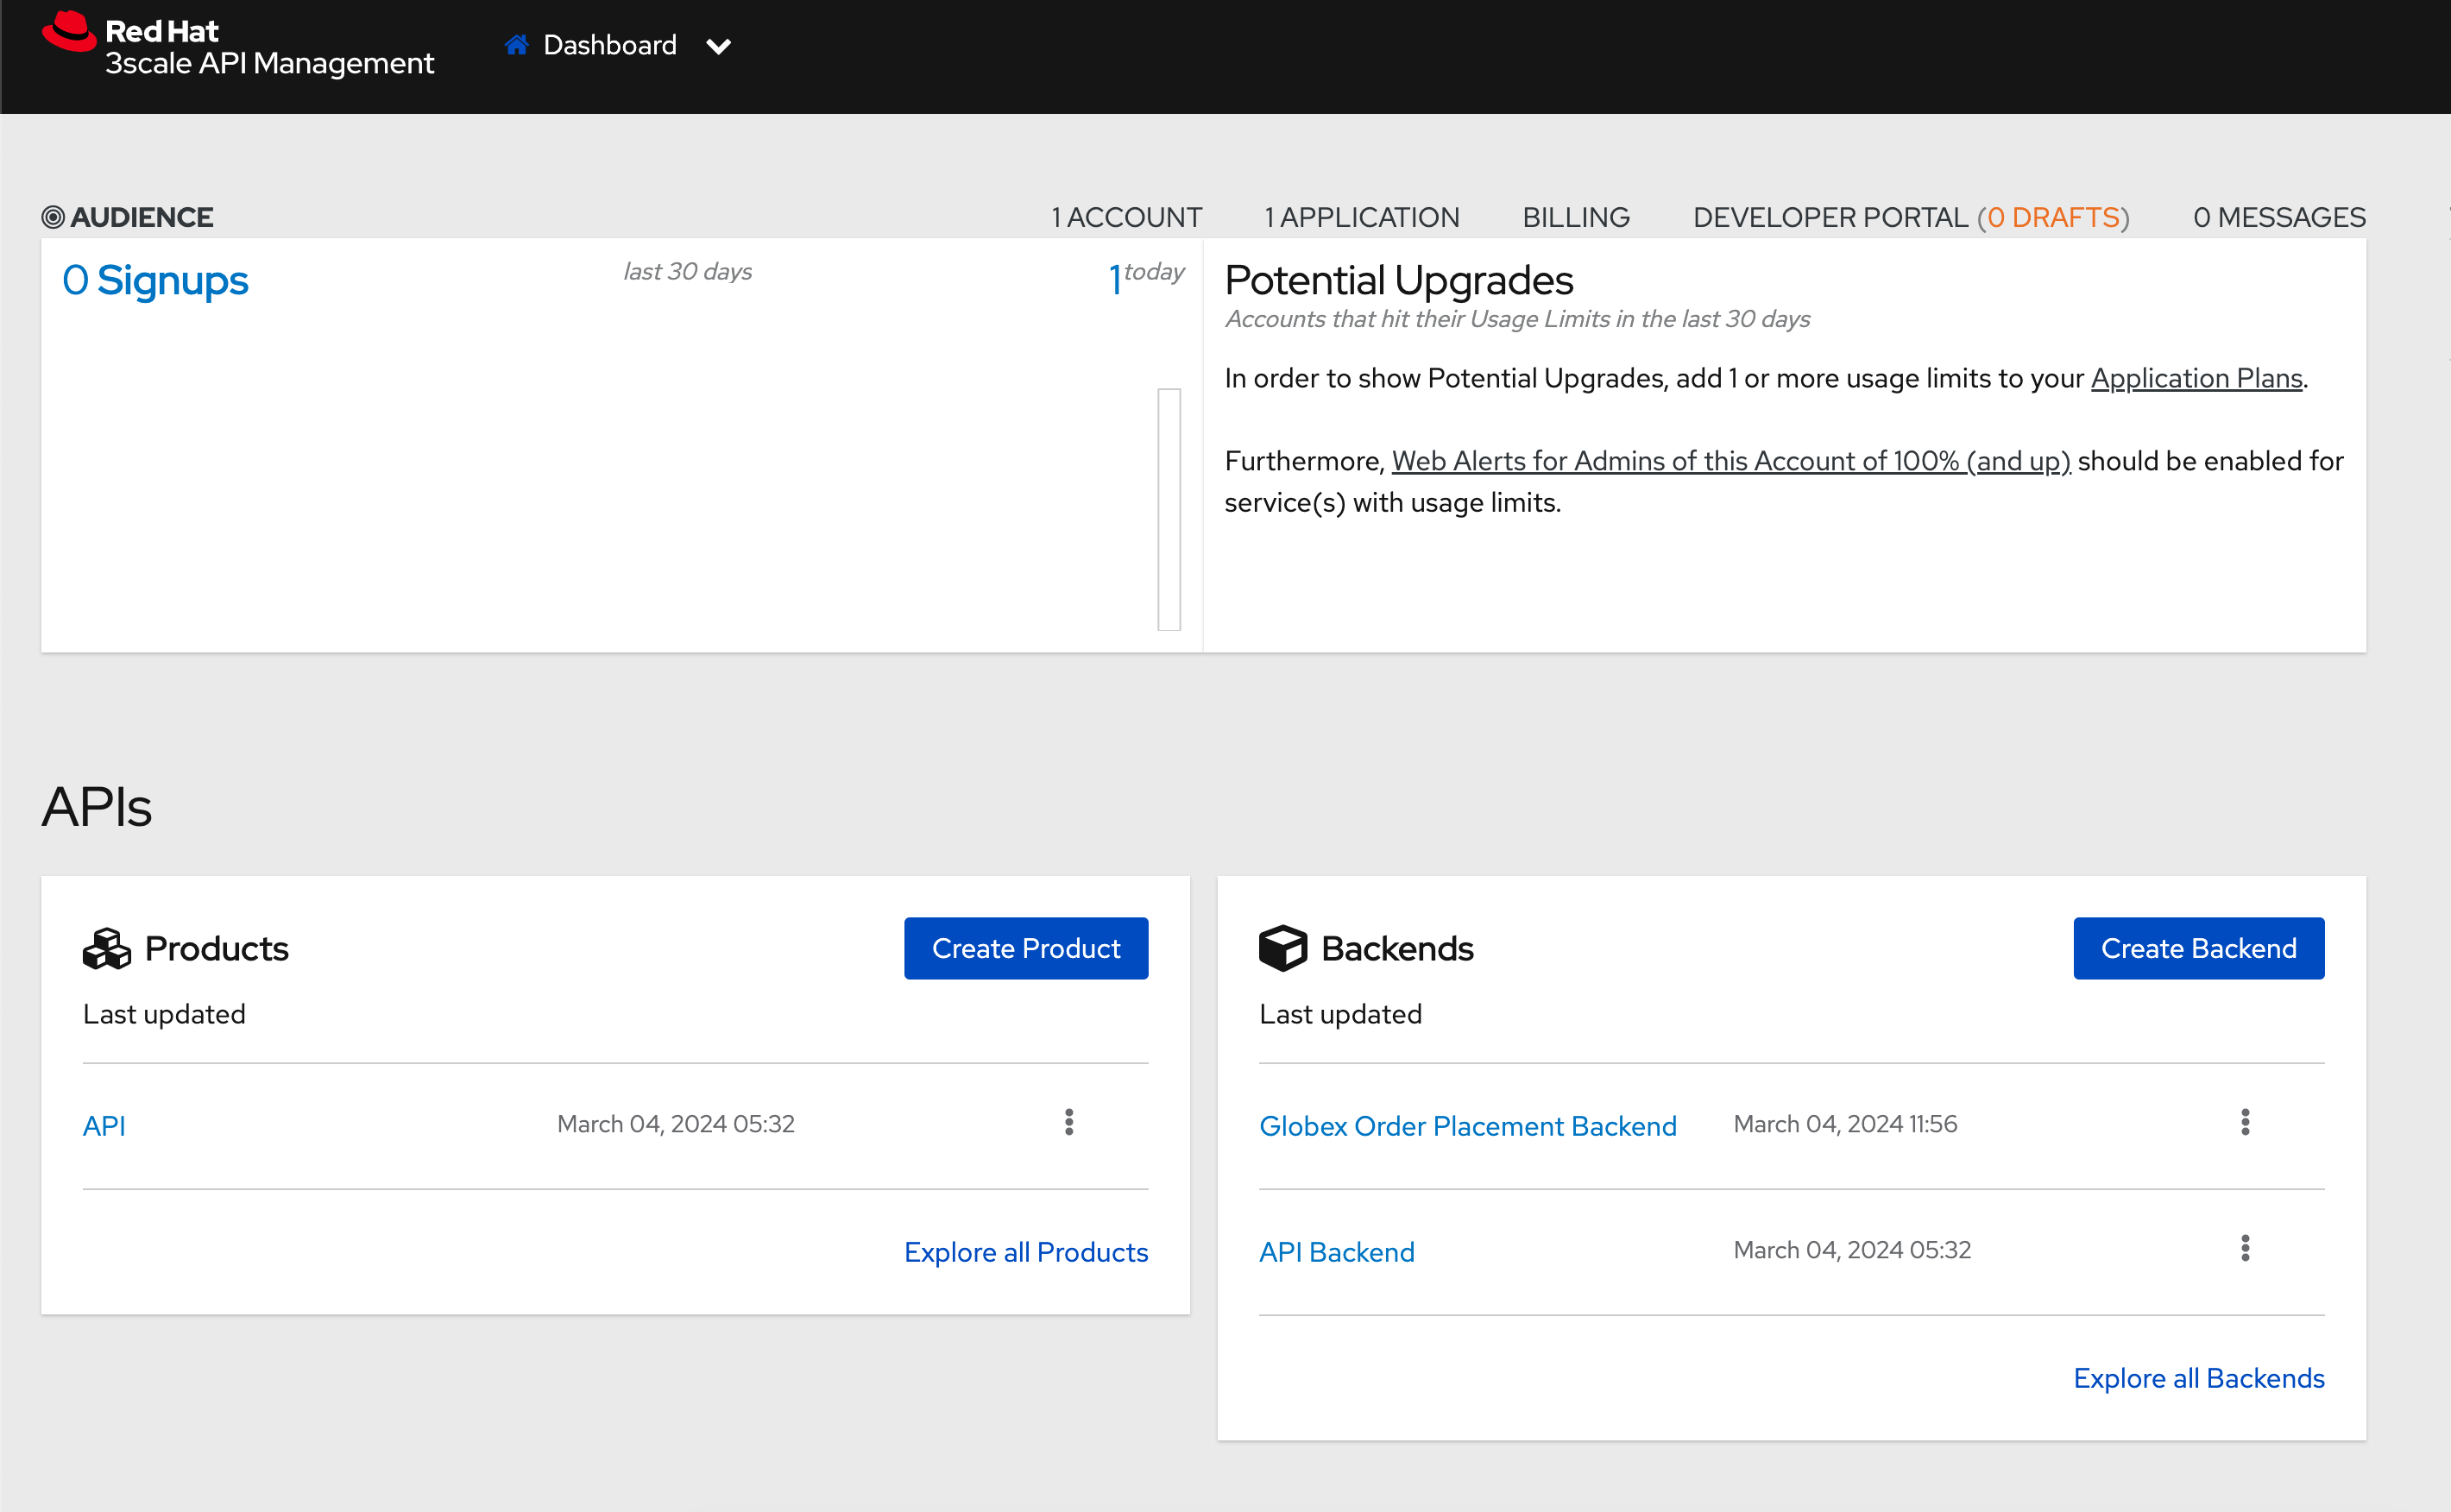 Red Hat
3scale API Management
Dashboard
AUDIENCE
1 ACCOUNT
1 APPLICATION
BILLING
DEVELOPER PORTAL (0 DRAFTS)
0 MESSAGES
0 Signups
last 30 days
1 today
Potential Upgrades
Accounts that hit their Usage Limits in the last 30 days
In order to show Potential Upgrades, add 1 or more usage limits to your Application Plans.
Furthermore, Web Alerts for Admins of this Account of 100% (and up) should be enabled for
service(s) with usage limits.
APIs
Products
Create Product
Last updated
API
March 04, 2024 05:32
Explore all Products
Backends
Create Backend
Last updated
Globex Order Placement Backend
March 04, 2024 11:56
API Backend
March 04, 2024 05:32
Explore all Backends